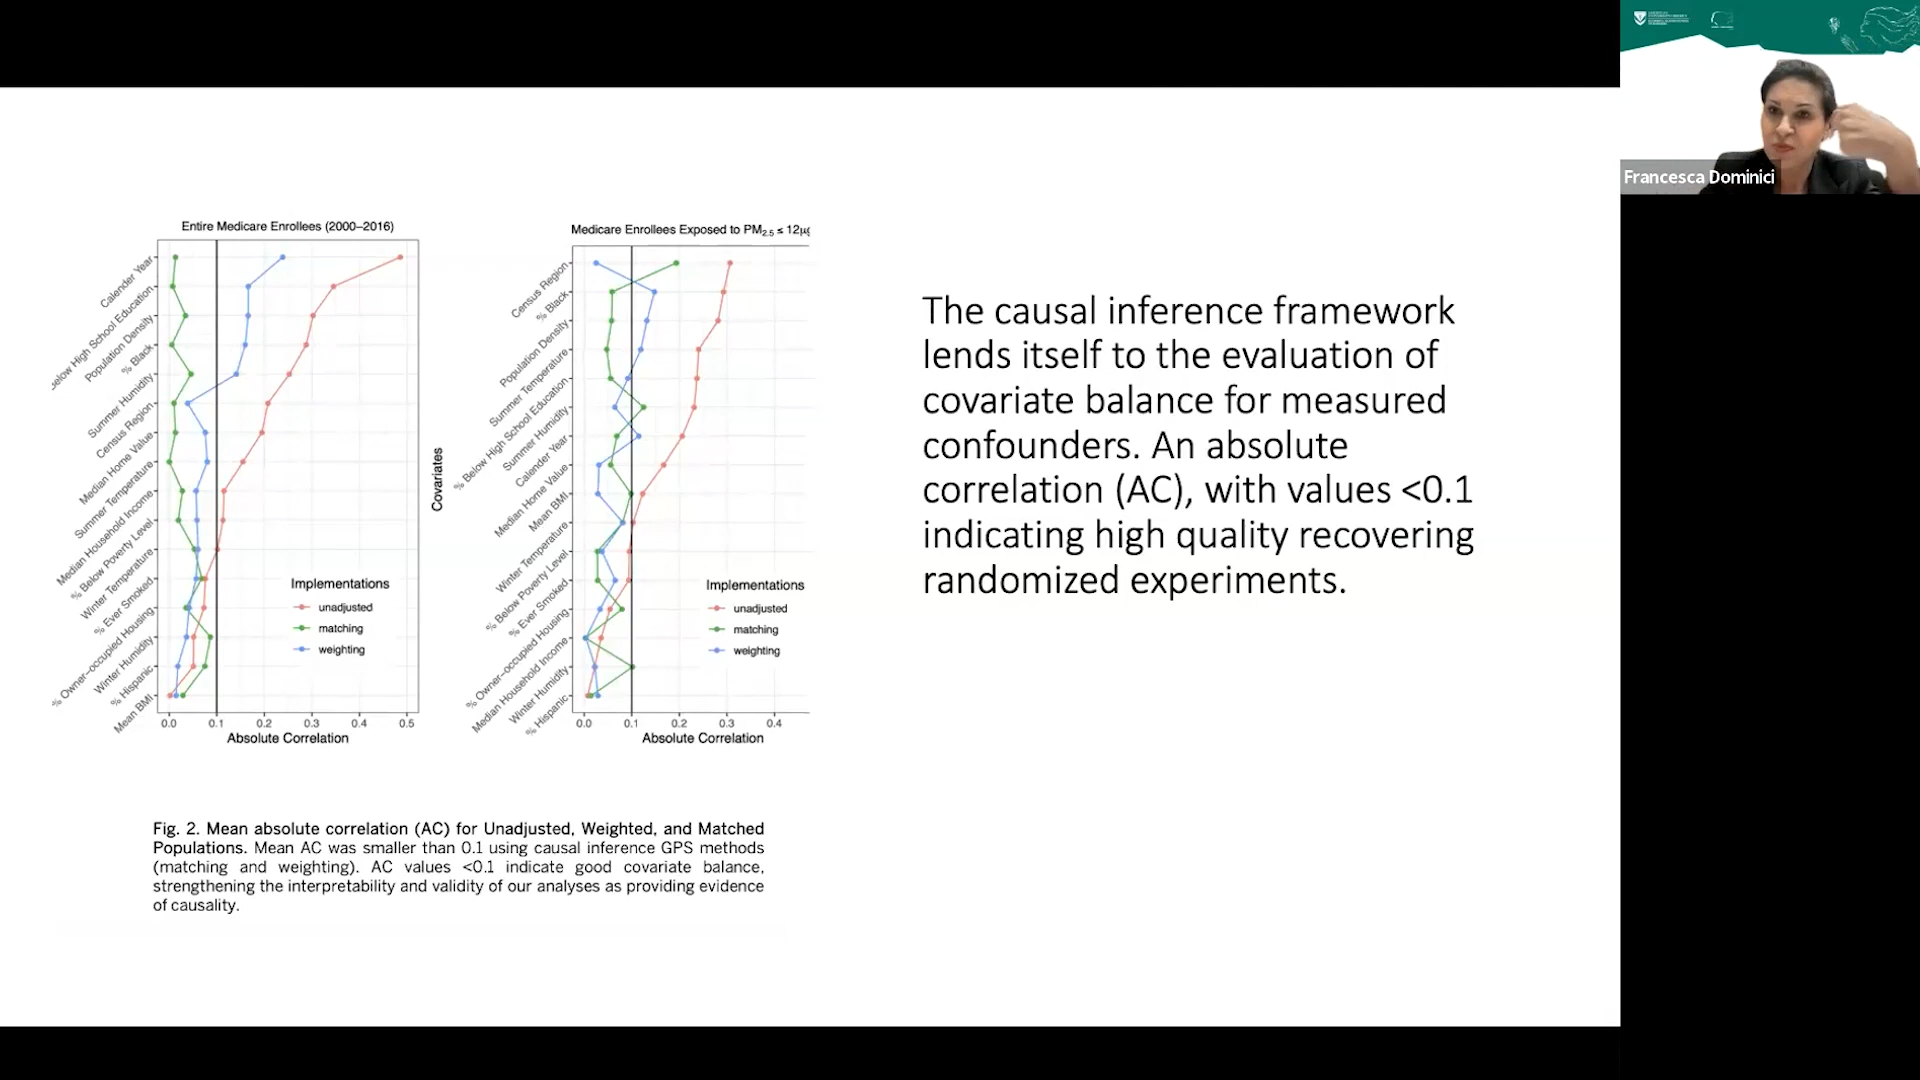 Francesca Dominici
Entire Medicare Enrollees (2000–2016)
Calender Year
Below High School Education
Population Density
% Black
Summer Humidity
Census Region
Median Home Value
Summer Temperature
Median Household Income
% Below Poverty Level
Winter Temperature
% Ever Smoked
% Owner–occupied Housing
Winter Humidity
% Hispanic
Mean BMI
Implementations
unadjusted
matching
weighting
0.0 0.1 0.2 0.3 0.4 0.5
Absolute Correlation
Medicare Enrollees Exposed to PM2.5 ≤ 12μg
Covariates
Census Region
% Black
Population Density
Summer Temperature
% Below High School Education
Summer Humidity
Calender Year
Median Home Value
Mean BMI
Winter Temperature
% Below Poverty Level
% Ever Smoked
% Owner–occupied Housing
Median Household Income
Winter Humidity
% Hispanic
Implementations
unadjusted
matching
weighting
0.0 0.1 0.2 0.3 0.4
Absolute Correlation
Fig. 2. Mean absolute correlation (AC) for Unadjusted, Weighted, and Matched
Populations. Mean AC was smaller than 0.1 using causal inference GPS methods
(matching and weighting). AC values <0.1 indicate good covariate balance,
strengthening the interpretability and validity of our analyses as providing evidence
of causality.
The causal inference framework
lends itself to the evaluation of
covariate balance for measured
confounders. An absolute
correlation (AC), with values <0.1
indicating high quality recovering
randomized experiments.